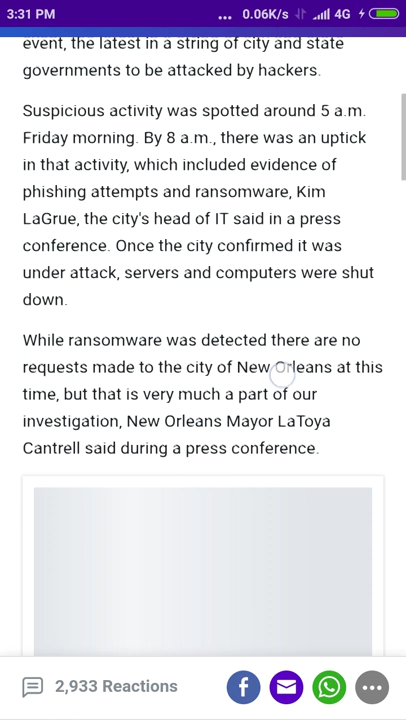 3:31 PM ... 0.06K/s 4G
event, the latest in a string of city and state
governments to be attacked by hackers.
Suspicious activity was spotted around 5 a.m.
Friday morning. By 8 a.m., there was an uptick
in that activity, which included evidence of
phishing attempts and ransomware, Kim
LaGrue, the city's head of IT said in a press
conference. Once the city confirmed it was
under attack, servers and computers were shut
down.
While ransomware was detected there are no
requests made to the city of New Orleans at this
time, but that is very much a part of our
investigation, New Orleans Mayor LaToya
Cantrell said during a press conference.
2,933 Reactions